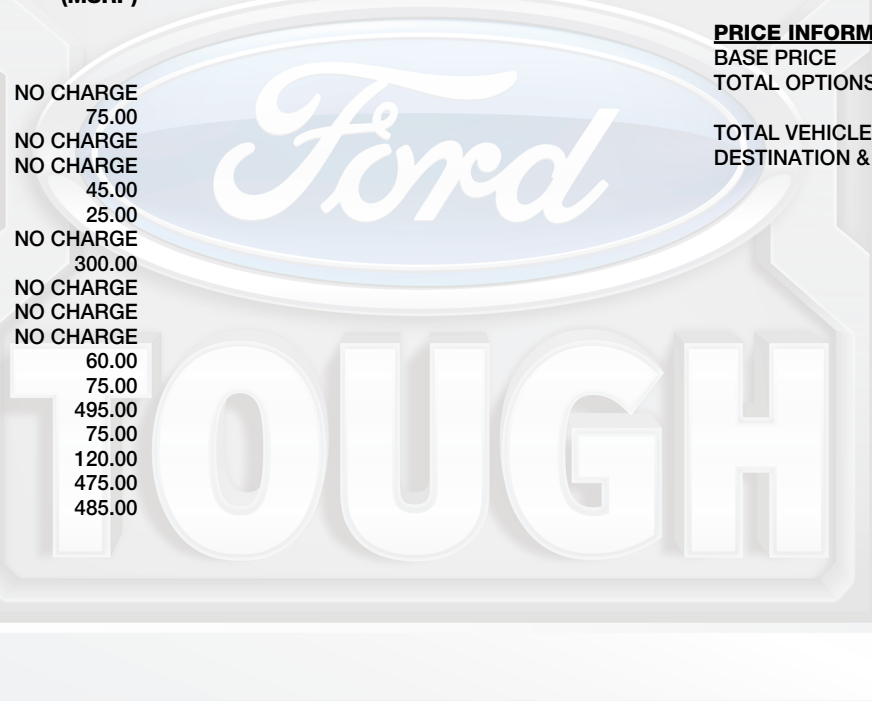 (MSRP)
NO CHARGE
75.00
NO CHARGE
NO CHARGE
45.00
25.00
NO CHARGE
300.00
NO CHARGE
NO CHARGE
NO CHARGE
60.00
75.00
495.00
75.00
120.00
475.00
485.00
PRICE INFORM
BASE PRICE
TOTAL OPTIONS
TOTAL VEHICLE
DESTINATION &
Ford
TOUGH